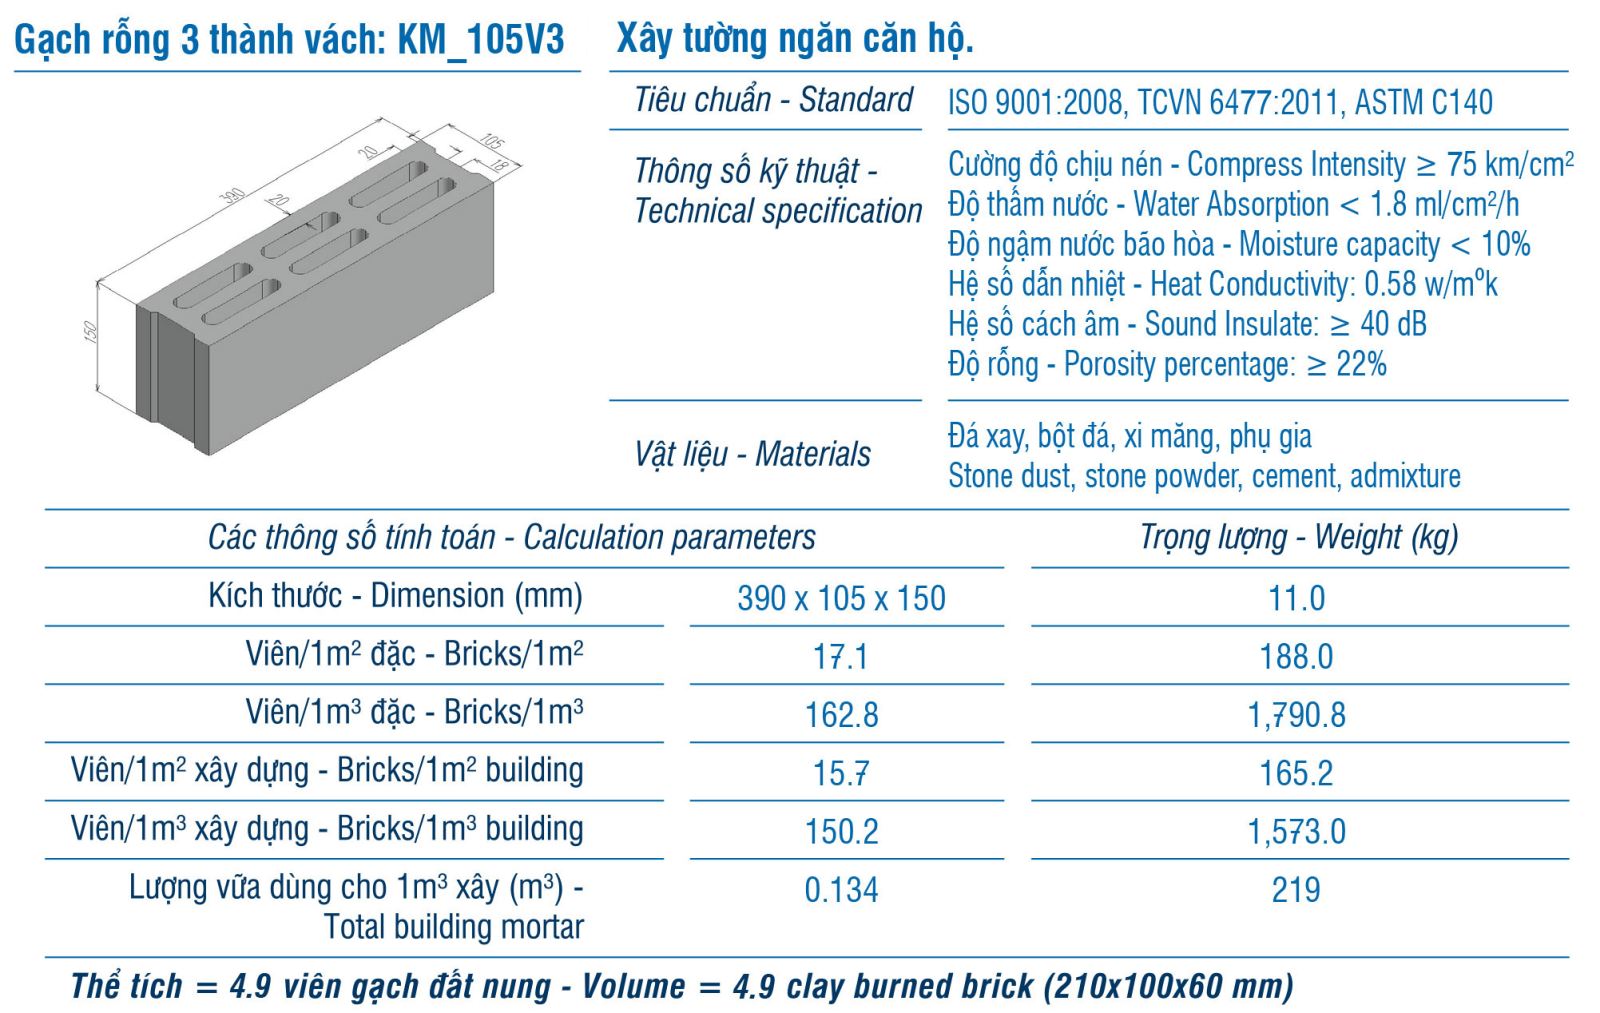 Gạch rỗng 3 thành vách: KM_105V3
390
20
20
105
18
150
Xây tường ngăn căn hộ.
Tiêu chuẩn - Standard ISO 9001:2008, TCVN 6477:2011, ASTM C140
Thông số kỹ thuật -
Technical specification
Cường độ chịu nén - Compress Intensity ≥ 75 km/cm²
Độ thấm nước - Water Absorption < 1.8 ml/cm²/h
Độ ngậm nước bão hòa - Moisture capacity < 10%
Hệ số dẫn nhiệt - Heat Conductivity: 0.58 w/m⁰k
Hệ số cách âm - Sound Insulate: ≥ 40 dB
Độ rỗng - Porosity percentage: ≥ 22%
Vật liệu - Materials
Đá xay, bột đá, xi măng, phụ gia
Stone dust, stone powder, cement, admixture
Các thông số tính toán - Calculation parameters Trọng lượng - Weight (kg)
Kích thước - Dimension (mm) 390 x 105 x 150 11.0
Viên/1m² đặc - Bricks/1m² 17.1 188.0
Viên/1m³ đặc - Bricks/1m³ 162.8 1,790.8
Viên/1m² xây dựng - Bricks/1m² building 15.7 165.2
Viên/1m³ xây dựng - Bricks/1m³ building 150.2 1,573.0
Lượng vữa dùng cho 1m³ xây (m³) - 0.134 219
Total building mortar
Thể tích = 4.9 viên gạch đất nung - Volume = 4.9 clay burned brick (210x100x60 mm)